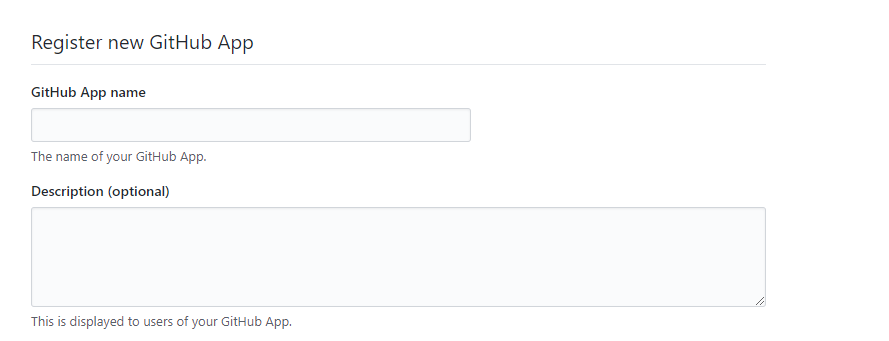 Register new GitHub App
GitHub App name
The name of your GitHub App.
Description (optional)
This is displayed to users of your GitHub App.